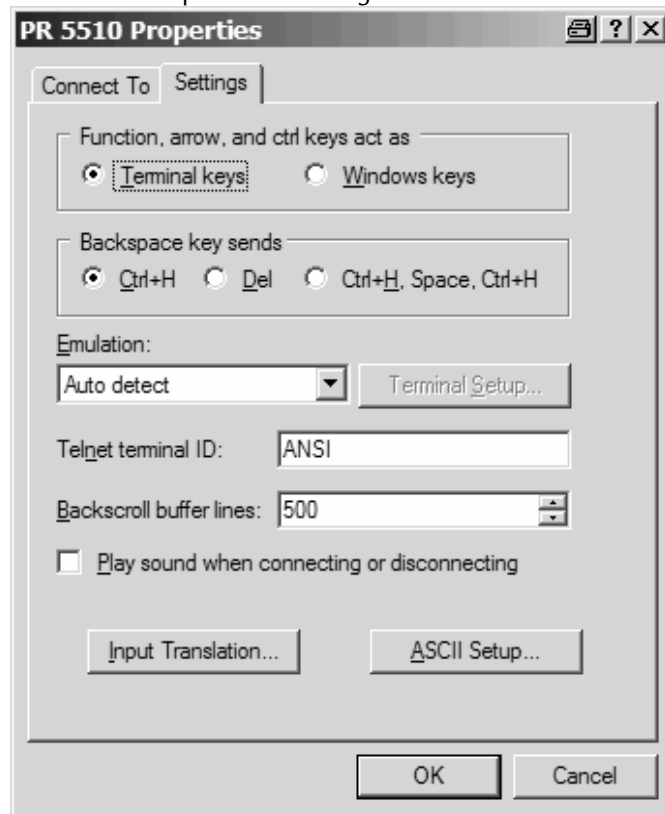 PR 5510 Properties ?
Connect To Settings
Function, arrow, and ctrl keys act as
Terminal keys Windows keys
Backspace key sends
Ctrl+H Del Ctrl+H, Space, Ctrl+H
Emulation:
Auto detect Terminal Setup...
Telnet terminal ID: ANSI
Backscroll buffer lines: 500
Play sound when connecting or disconnecting
Input Translation... ASCII Setup...
OK Cancel